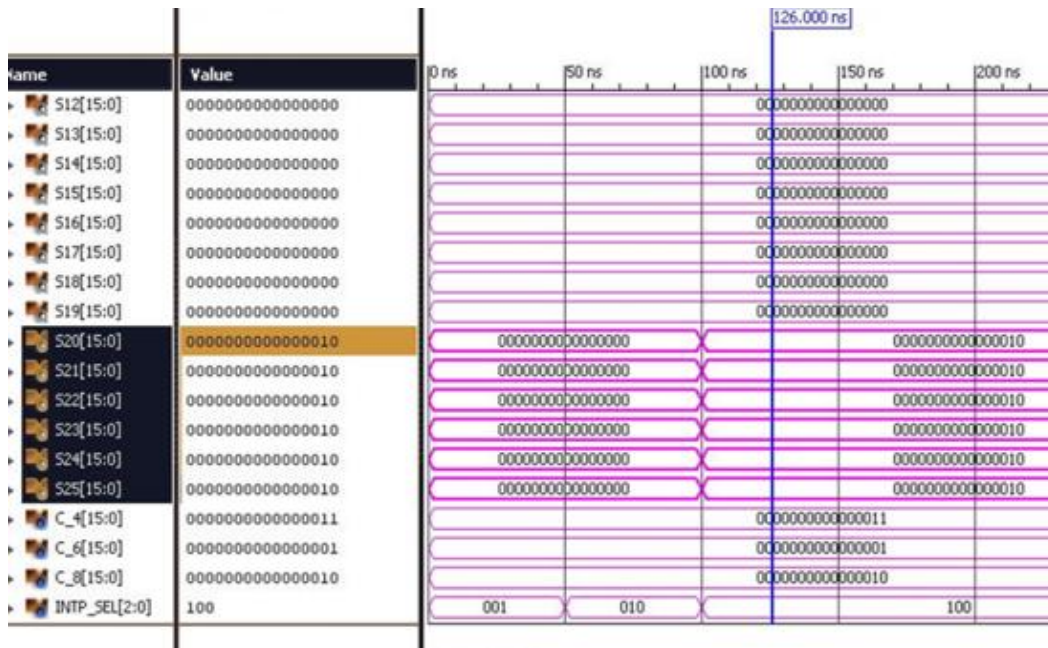 126.000 ns
Name Value 0 ns 50 ns 100 ns 150 ns 200 ns
S12[15:0] 0000000000000000 0000000000000000
S13[15:0] 0000000000000000 0000000000000000
S14[15:0] 0000000000000000 0000000000000000
S15[15:0] 0000000000000000 0000000000000000
S16[15:0] 0000000000000000 0000000000000000
S17[15:0] 0000000000000000 0000000000000000
S18[15:0] 0000000000000000 0000000000000000
S19[15:0] 0000000000000000 0000000000000000
S20[15:0] 0000000000000010 0000000000000000 0000000000000010
S21[15:0] 0000000000000010 0000000000000000 0000000000000010
S22[15:0] 0000000000000010 0000000000000000 0000000000000010
S23[15:0] 0000000000000010 0000000000000000 0000000000000010
S24[15:0] 0000000000000010 0000000000000000 0000000000000010
S25[15:0] 0000000000000010 0000000000000000 0000000000000010
C_4[15:0] 0000000000000011 0000000000000011
C_6[15:0] 0000000000000001 0000000000000001
C_8[15:0] 0000000000000010 0000000000000010
INTP_SEL[2:0] 100 001 010 100